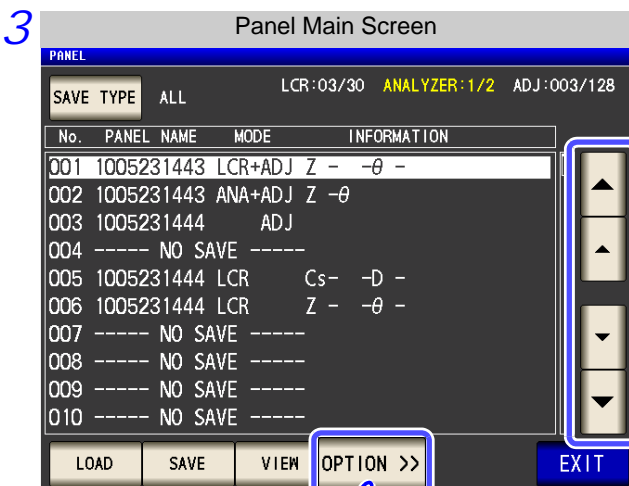 3
Panel Main Screen
PANEL
SAVE TYPE ALL LCR:03/30 ANALYZER:1/2 ADJ:003/128
No. PANEL NAME MODE INFORMATION
001 1005231443 LCR+ADJ Z - -θ -
002 1005231443 ANA+ADJ Z -θ
003 1005231444 ADJ
004 ----- NO SAVE -----
005 1005231444 LCR Cs- -D -
006 1005231444 LCR Z - -θ -
007 ----- NO SAVE -----
008 ----- NO SAVE -----
009 ----- NO SAVE -----
010 ----- NO SAVE -----
LOAD SAVE VIEW OPTION >> EXIT